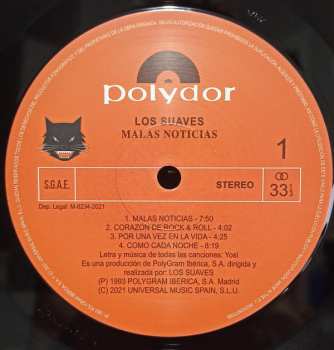 polydor
LOS SUAVES
MALAS NOTICIAS
1
S.G.A.E.
STEREO
33⅓
Dep. Legal: M-8234-2021
1. MALAS NOTICIAS - 7:50
2. CORAZÓN DE ROCK & ROLL - 4:02
3. POR UNA VEZ EN LA VIDA - 4:25
4. COMO CADA NOCHE - 8:19
Letra y música de todas las canciones: Yosi
Es una producción de PolyGram Ibérica, S.A. dirigida y
realizada por: LOS SUAVES
(P) 1993 POLYGRAM IBERICA, S.A. Madrid
(C) 2021 UNIVERSAL MUSIC SPAIN, S.L.U.